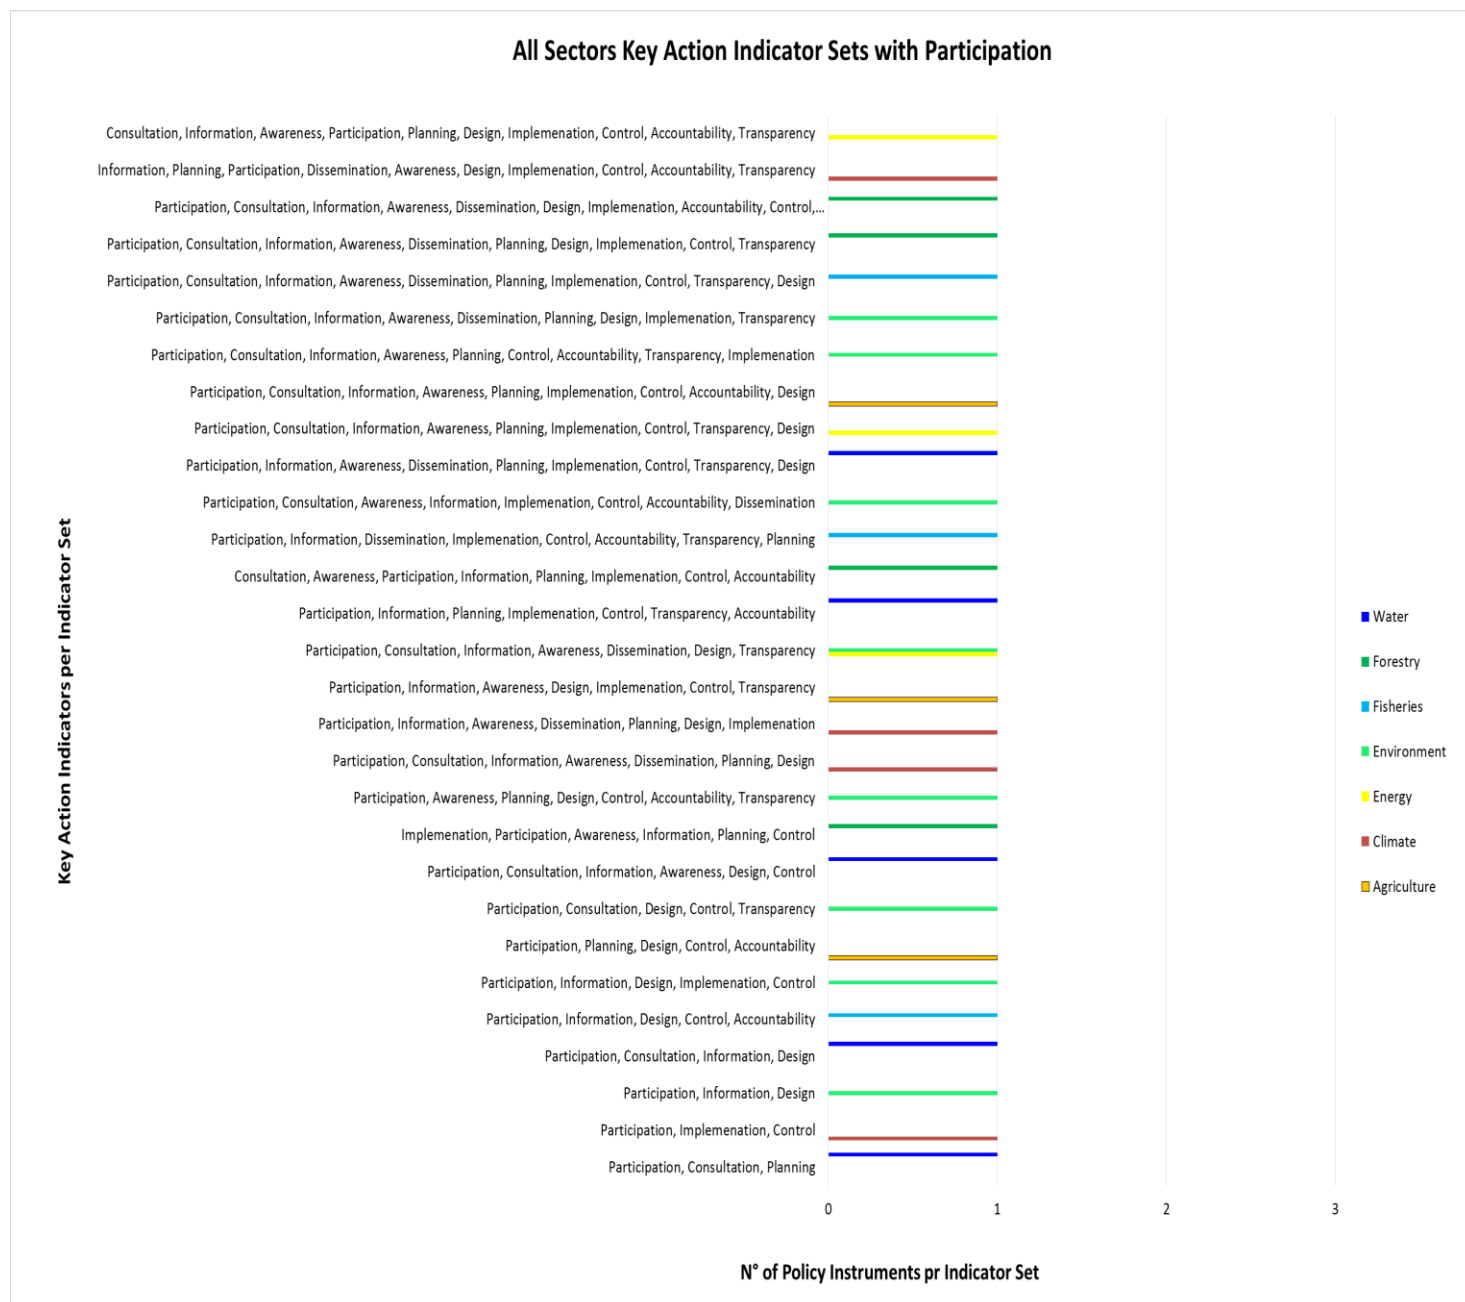 All Sectors Key Action Indicator Sets with Participation
Consultation, Information, Awareness, Participation, Planning, Design, Implemenation, Control, Accountability, Transparency
Information, Planning, Participation, Dissemination, Awareness, Design, Implemenation, Control, Accountability, Transparency
Participation, Consultation, Information, Awareness, Dissemination, Design, Implemenation, Accountability, Control,...
Participation, Consultation, Information, Awareness, Dissemination, Planning, Design, Implemenation, Control, Transparency
Participation, Consultation, Information, Awareness, Dissemination, Planning, Implemenation, Control, Transparency, Design
Participation, Consultation, Information, Awareness, Dissemination, Planning, Design, Implemenation, Transparency
Participation, Consultation, Information, Awareness, Planning, Control, Accountability, Transparency, Implemenation
Participation, Consultation, Information, Awareness, Planning, Implemenation, Control, Accountability, Design
Participation, Consultation, Information, Awareness, Planning, Implemenation, Control, Transparency, Design
Participation, Information, Awareness, Dissemination, Planning, Implemenation, Control, Transparency, Design
Participation, Consultation, Awareness, Information, Implemenation, Control, Accountability, Dissemination
Participation, Information, Dissemination, Implemenation, Control, Accountability, Transparency, Planning
Consultation, Awareness, Participation, Information, Planning, Implemenation, Control, Accountability
Participation, Information, Planning, Implemenation, Control, Transparency, Accountability
Participation, Consultation, Information, Awareness, Dissemination, Design, Transparency
Participation, Information, Awareness, Design, Implemenation, Control, Transparency
Participation, Information, Awareness, Dissemination, Planning, Design, Implemenation
Participation, Consultation, Information, Awareness, Dissemination, Planning, Design
Participation, Awareness, Planning, Design, Control, Accountability, Transparency
Implemenation, Participation, Awareness, Information, Planning, Control
Participation, Consultation, Information, Awareness, Design, Control
Participation, Consultation, Design, Control, Transparency
Participation, Planning, Design, Control, Accountability
Participation, Information, Design, Implemenation, Control
Participation, Information, Design, Control, Accountability
Participation, Consultation, Information, Design
Participation, Information, Design
Participation, Implemenation, Control
Participation, Consultation, Planning
Key Action Indicators per Indicator Set
0 1 2 3
N° of Policy Instruments pr Indicator Set
Water
Forestry
Fisheries
Environment
Energy
Climate
Agriculture